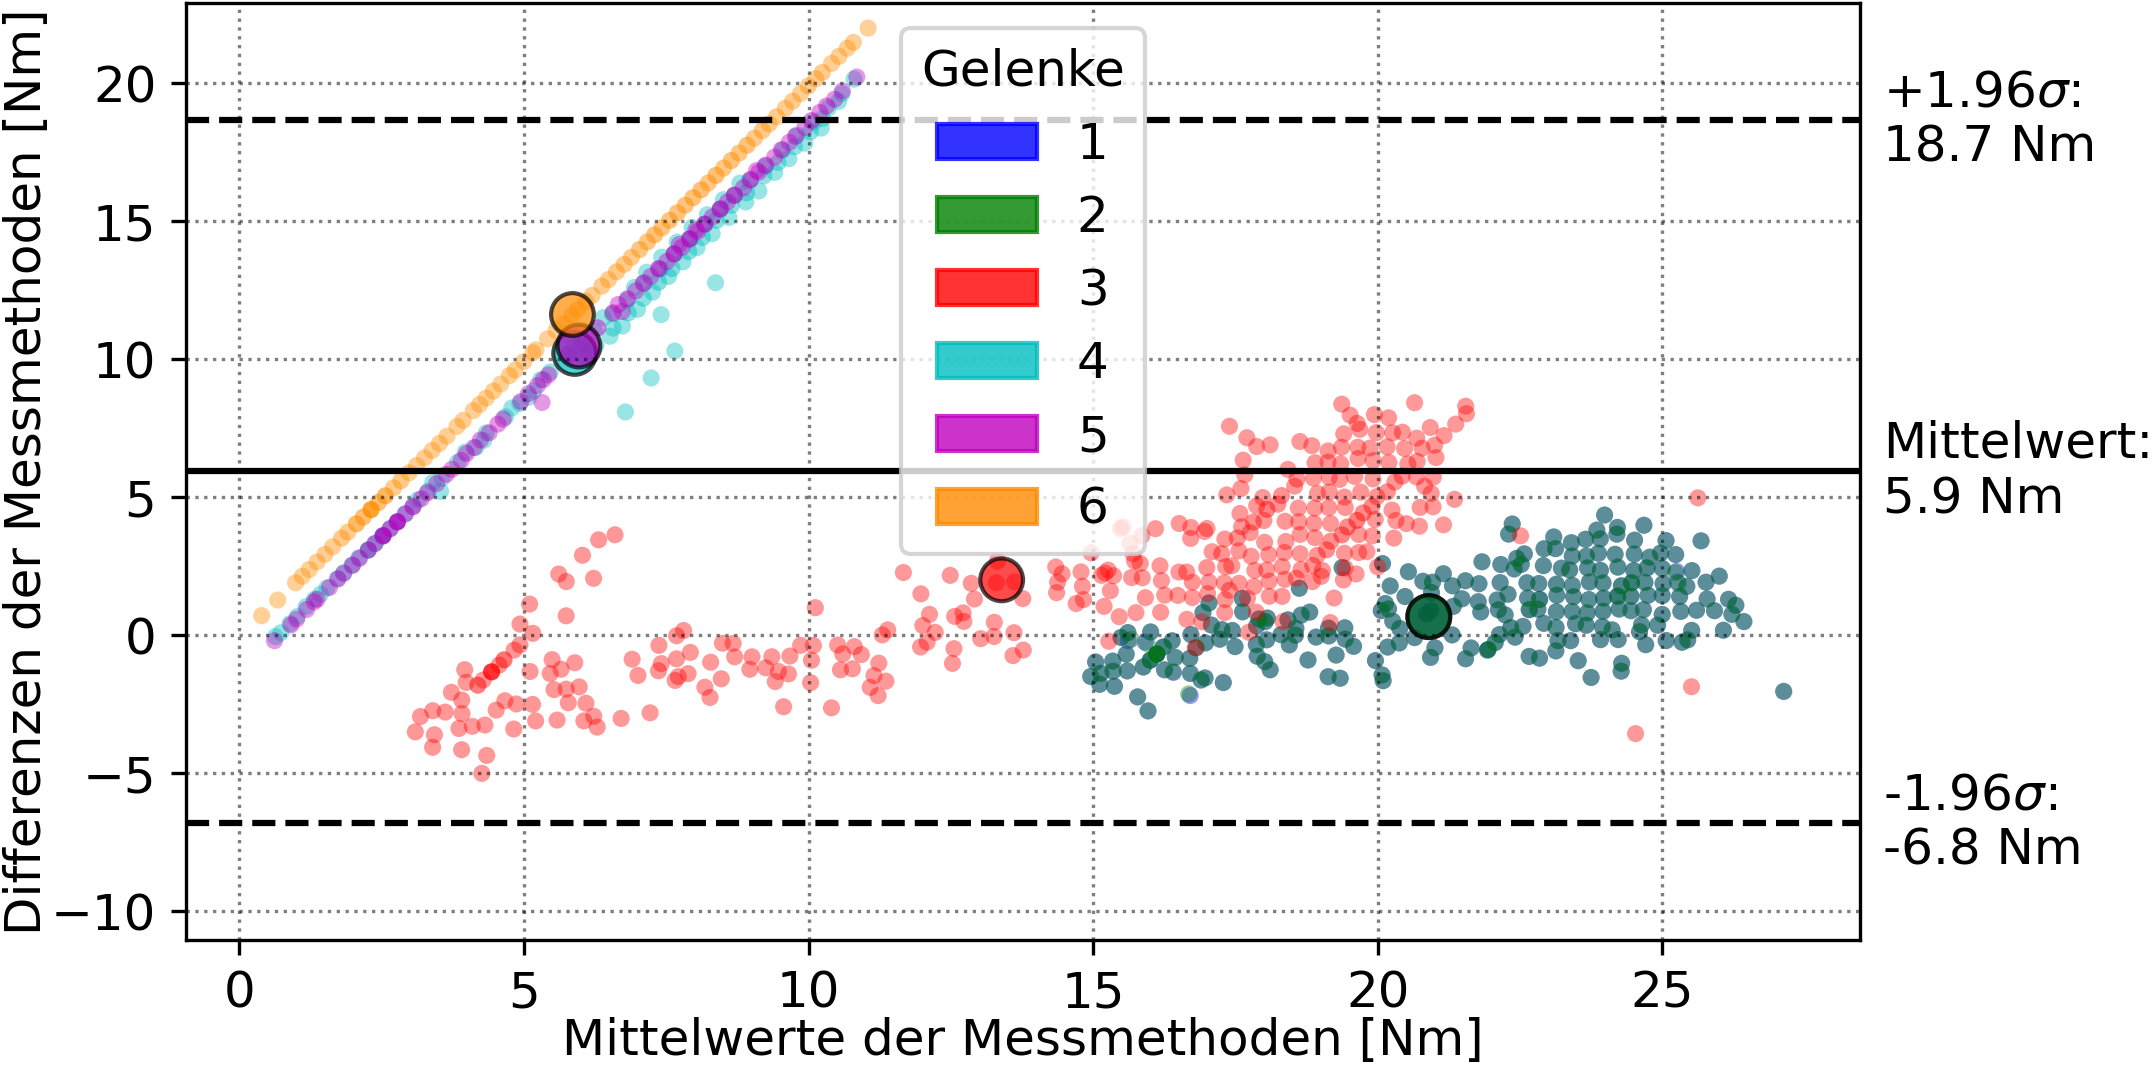 Differenzen der Messmethoden [Nm]
20
15
10
5
0
−5
−10
Gelenke
1
2
3
4
5
6
+1.96σ:
18.7 Nm
Mittelwert:
5.9 Nm
-1.96σ:
-6.8 Nm
0 5 10 15 20 25
Mittelwerte der Messmethoden [Nm]